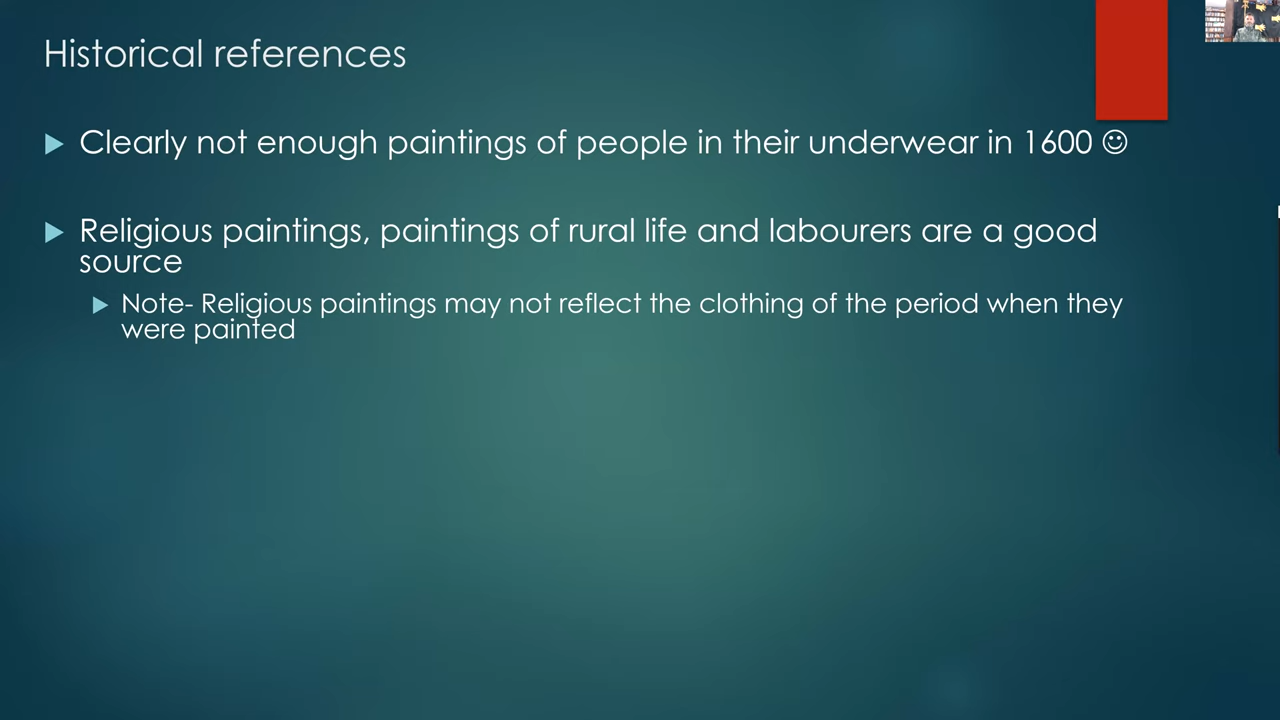 Historical references
Clearly not enough paintings of people in their underwear in 1600 ☺
Religious paintings, paintings of rural life and labourers are a good
source
Note- Religious paintings may not reflect the clothing of the period when they
were painted